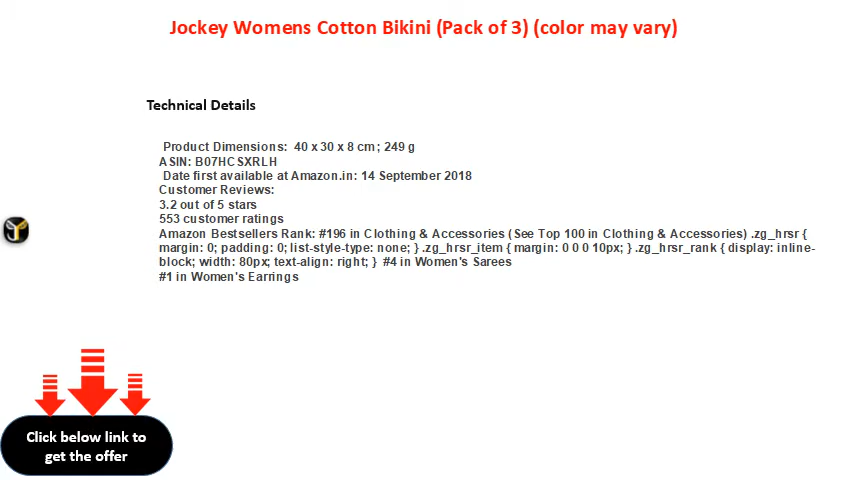 Jockey Womens Cotton Bikini (Pack of 3) (color may vary)
Technical Details
Product Dimensions: 40 x 30 x 8 cm; 249 g
ASIN: B07HCSXRLH
Date first available at Amazon.in: 14 September 2018
Customer Reviews:
3.2 out of 5 stars
553 customer ratings
Amazon Bestsellers Rank: #196 in Clothing & Accessories (See Top 100 in Clothing & Accessories) .zg_hrsr {
margin: 0; padding: 0; list-style-type: none; } .zg_hrsr_item { margin: 0 0 0 10px; } .zg_hrsr_rank { display: inline-
block; width: 80px; text-align: right; } #4 in Women's Sarees
#1 in Women's Earrings
Click below link to
get the offer